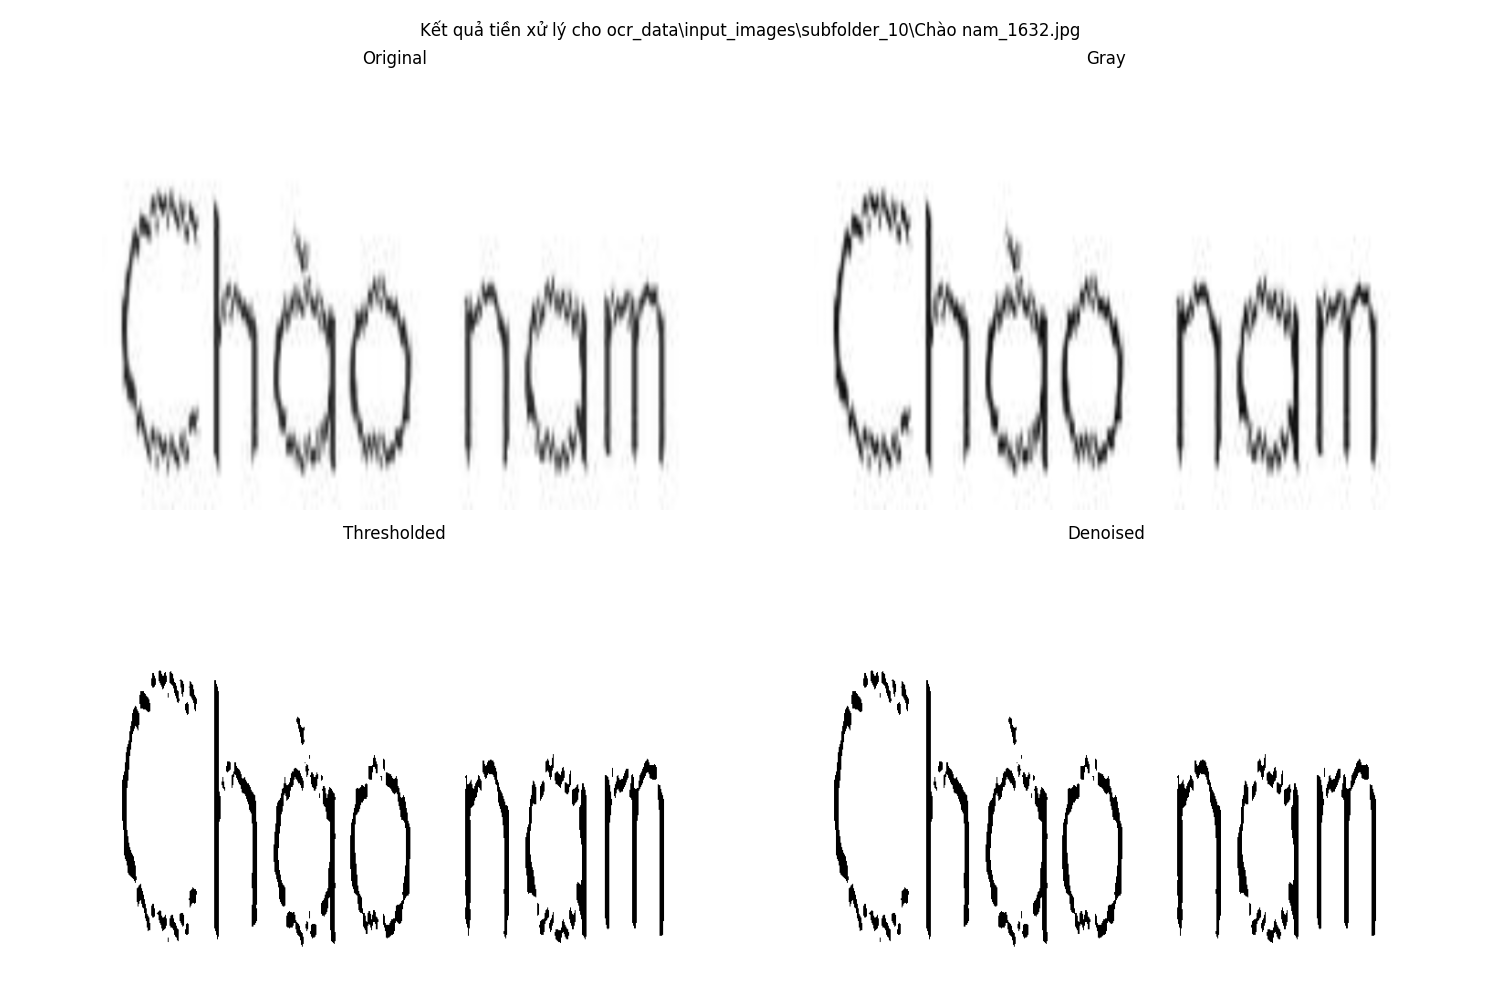 Kết quả tiền xử lý cho ocr_data\input_images\subfolder_10\Chào nam_1632.jpg
Original
Gray
Chào nam
Chào nam
Thresholded
Denoised
Chào nam
Chào nam